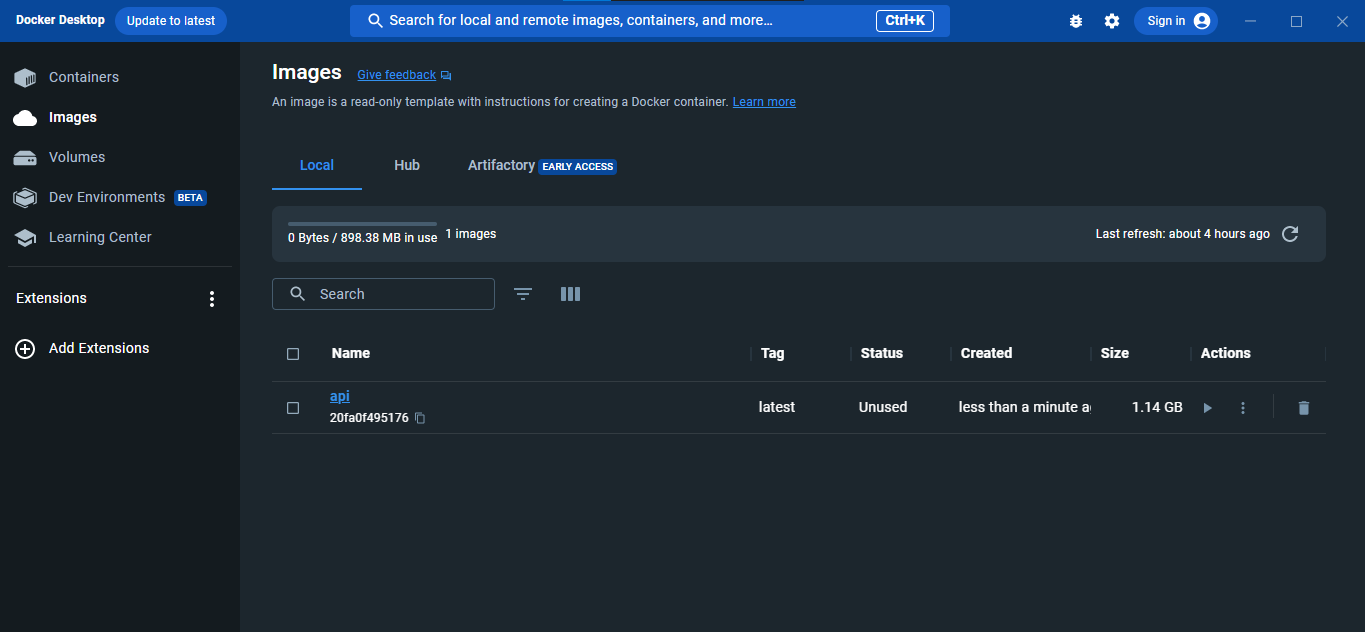 Docker Desktop
Update to latest
Search for local and remote images, containers, and more...
Ctrl+K
Sign in
Containers
Images
Volumes
Dev Environments BETA
Learning Center
Extensions
Add Extensions
Images Give feedback
An image is a read-only template with instructions for creating a Docker container. Learn more
Local Hub Artifactory EARLY ACCESS
0 Bytes / 898.38 MB in use 1 images
Last refresh: about 4 hours ago
Search
Name Tag Status Created Size Actions
api
20fa0f495176
latest Unused less than a minute a 1.14 GB